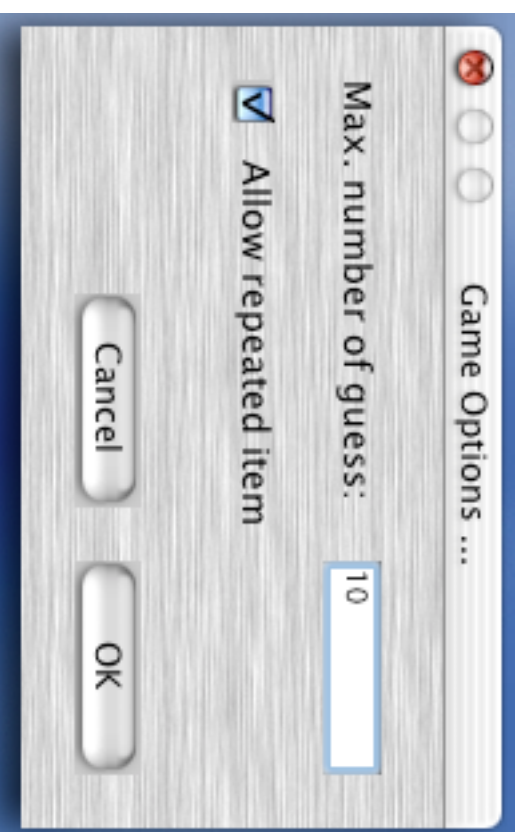 Game Options ...
Max. number of guess: 10
Allow repeated item
Cancel OK